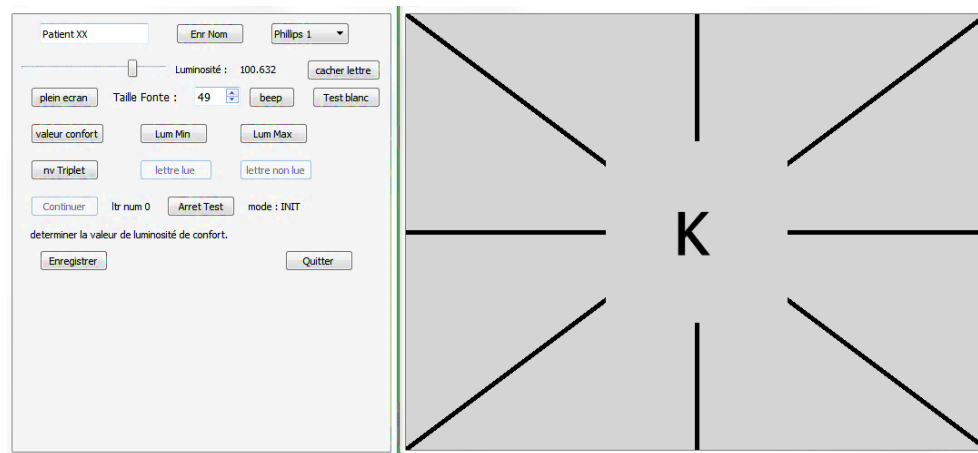 Patient XX Enr Nom Phillips 1
Luminosité : 100.632 cacher lettre
plein ecran Taille Fonte : 49 beep Test blanc
valeur confort Lum Min Lum Max
nv Triplet lettre lue lettre non lue
Continuer ltr num 0 Arret Test mode : INIT
determiner la valeur de luminosité de confort.
Enregistrer Quitter
K